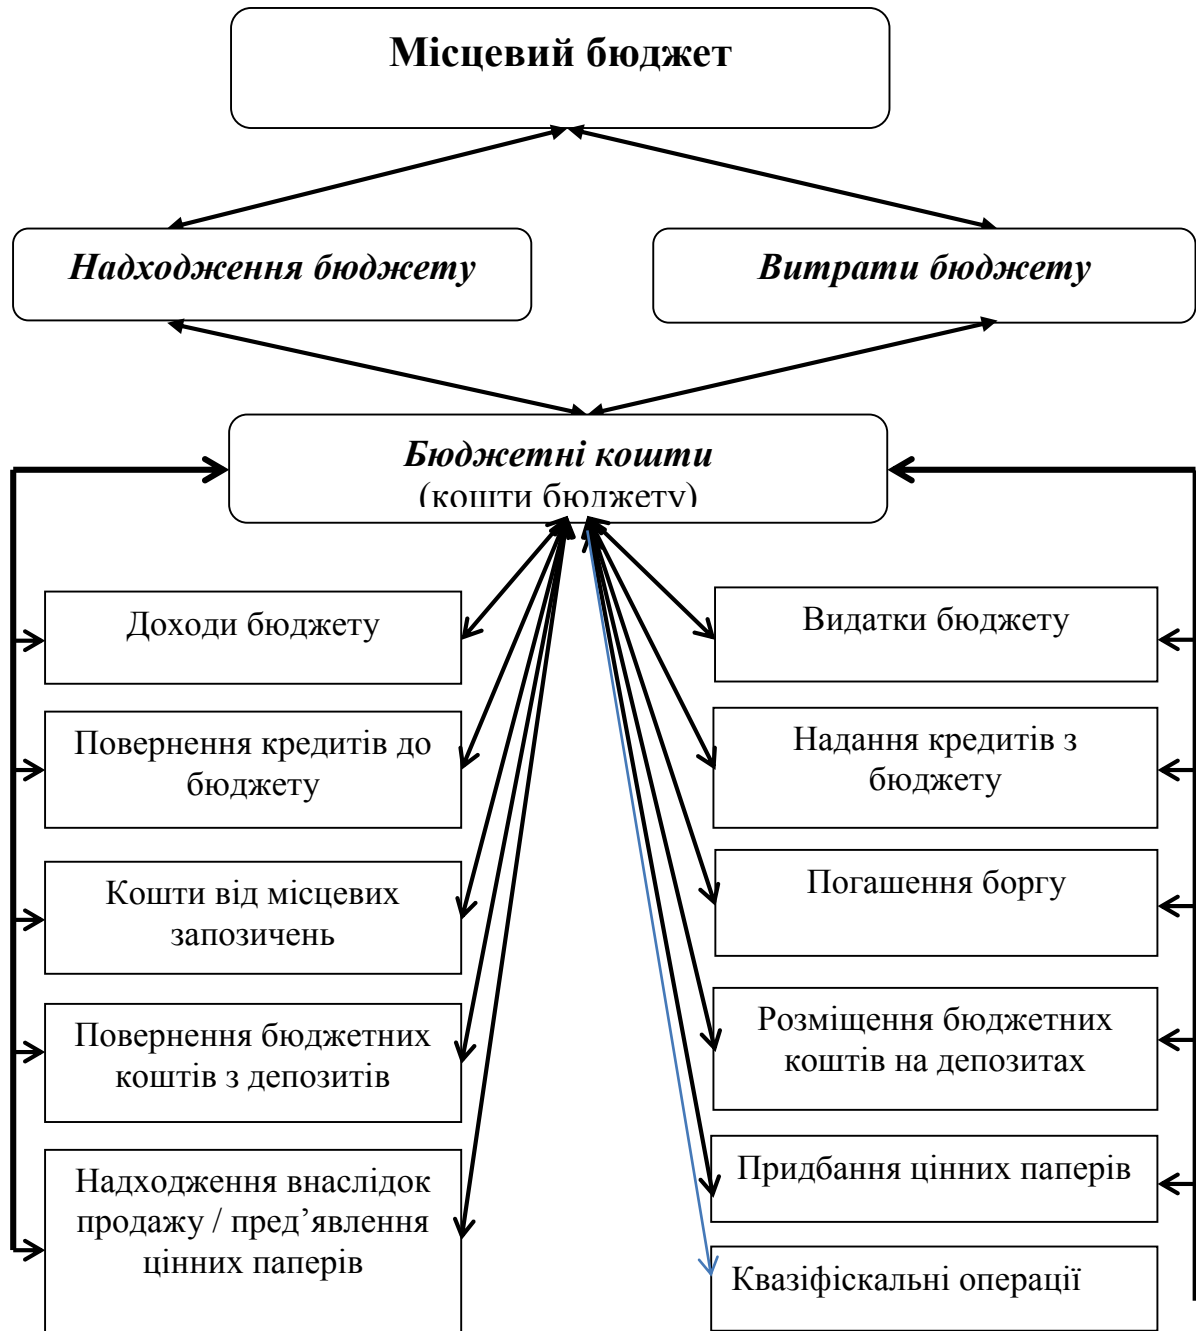 Місцевий бюджет
Надходження бюджету
Витрати бюджету
Бюджетні кошти
(кошти бюджету)
Доходи бюджету
Повернення кредитів до
бюджету
Кошти від місцевих
запозичень
Повернення бюджетних
коштів з депозитів
Надходження внаслідок
продажу / пред’явлення
цінних паперів
Видатки бюджету
Надання кредитів з
бюджету
Погашення боргу
Розміщення бюджетних
коштів на депозитах
Придбання цінних паперів
Квазіфіскальні операції